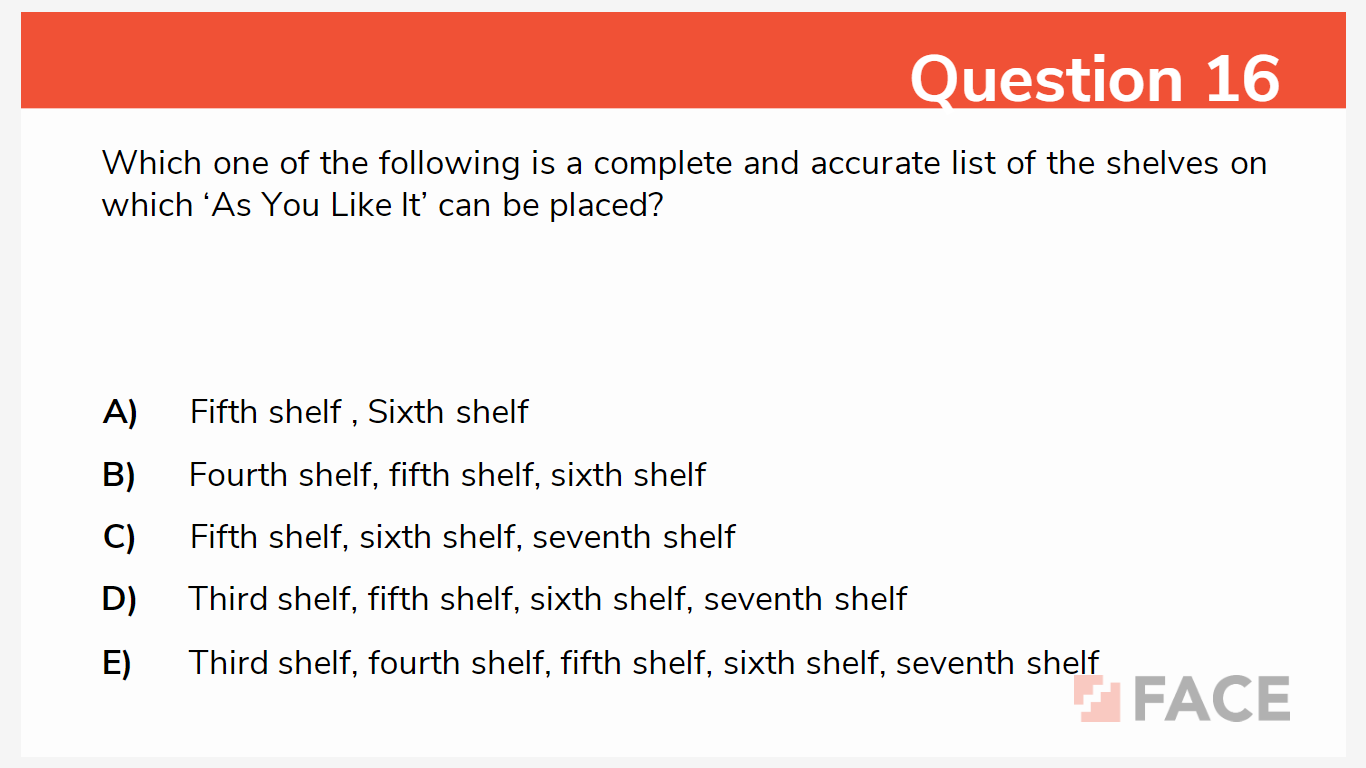 Question 16
Which one of the following is a complete and accurate list of the shelves on
which ‘As You Like It’ can be placed?
A) Fifth shelf , Sixth shelf
B) Fourth shelf, fifth shelf, sixth shelf
C) Fifth shelf, sixth shelf, seventh shelf
D) Third shelf, fifth shelf, sixth shelf, seventh shelf
E) Third shelf, fourth shelf, fifth shelf, sixth shelf, seventh shelf
FACE